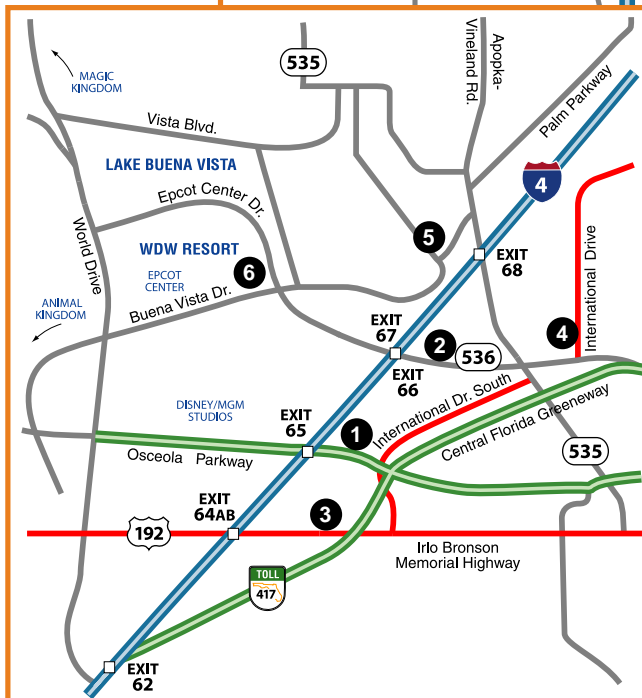 535
Apopka-
Vineland Rd.
Palm Parkway
MAGIC
KINGDOM
Vista Blvd.
LAKE BUENA VISTA
4
Epcot Center Dr.
World Drive
WDW RESORT
5
EXIT
68
International Drive
EPCOT
CENTER
6
ANIMAL
KINGDOM
Buena Vista Dr.
EXIT
67
EXIT
66
2
536
4
DISNEY/MGM
STUDIOS
International Dr. South
Central Florida Greeneway
EXIT
65
1
Osceola Parkway
535
EXIT
64AB
192
3
Irlo Bronson
Memorial Highway
TOLL
417
EXIT
62